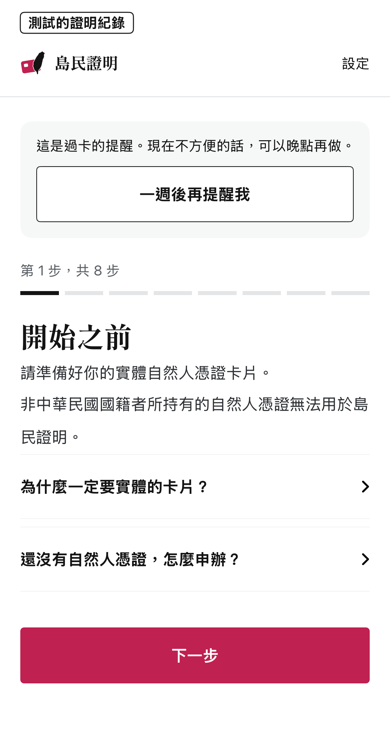 測試的證明紀錄
島民證明
設定
這是過卡的提醒。現在不方便的話，可以晚點再做。
一週後再提醒我
第 1 步，共 8 步
開始之前
請準備好你的實體自然人憑證卡片。
非中華民國國籍者所持有的自然人憑證無法用於島
民證明。
為什麼一定要實體的卡片？
還沒有自然人憑證，怎麼申辦？
下一步